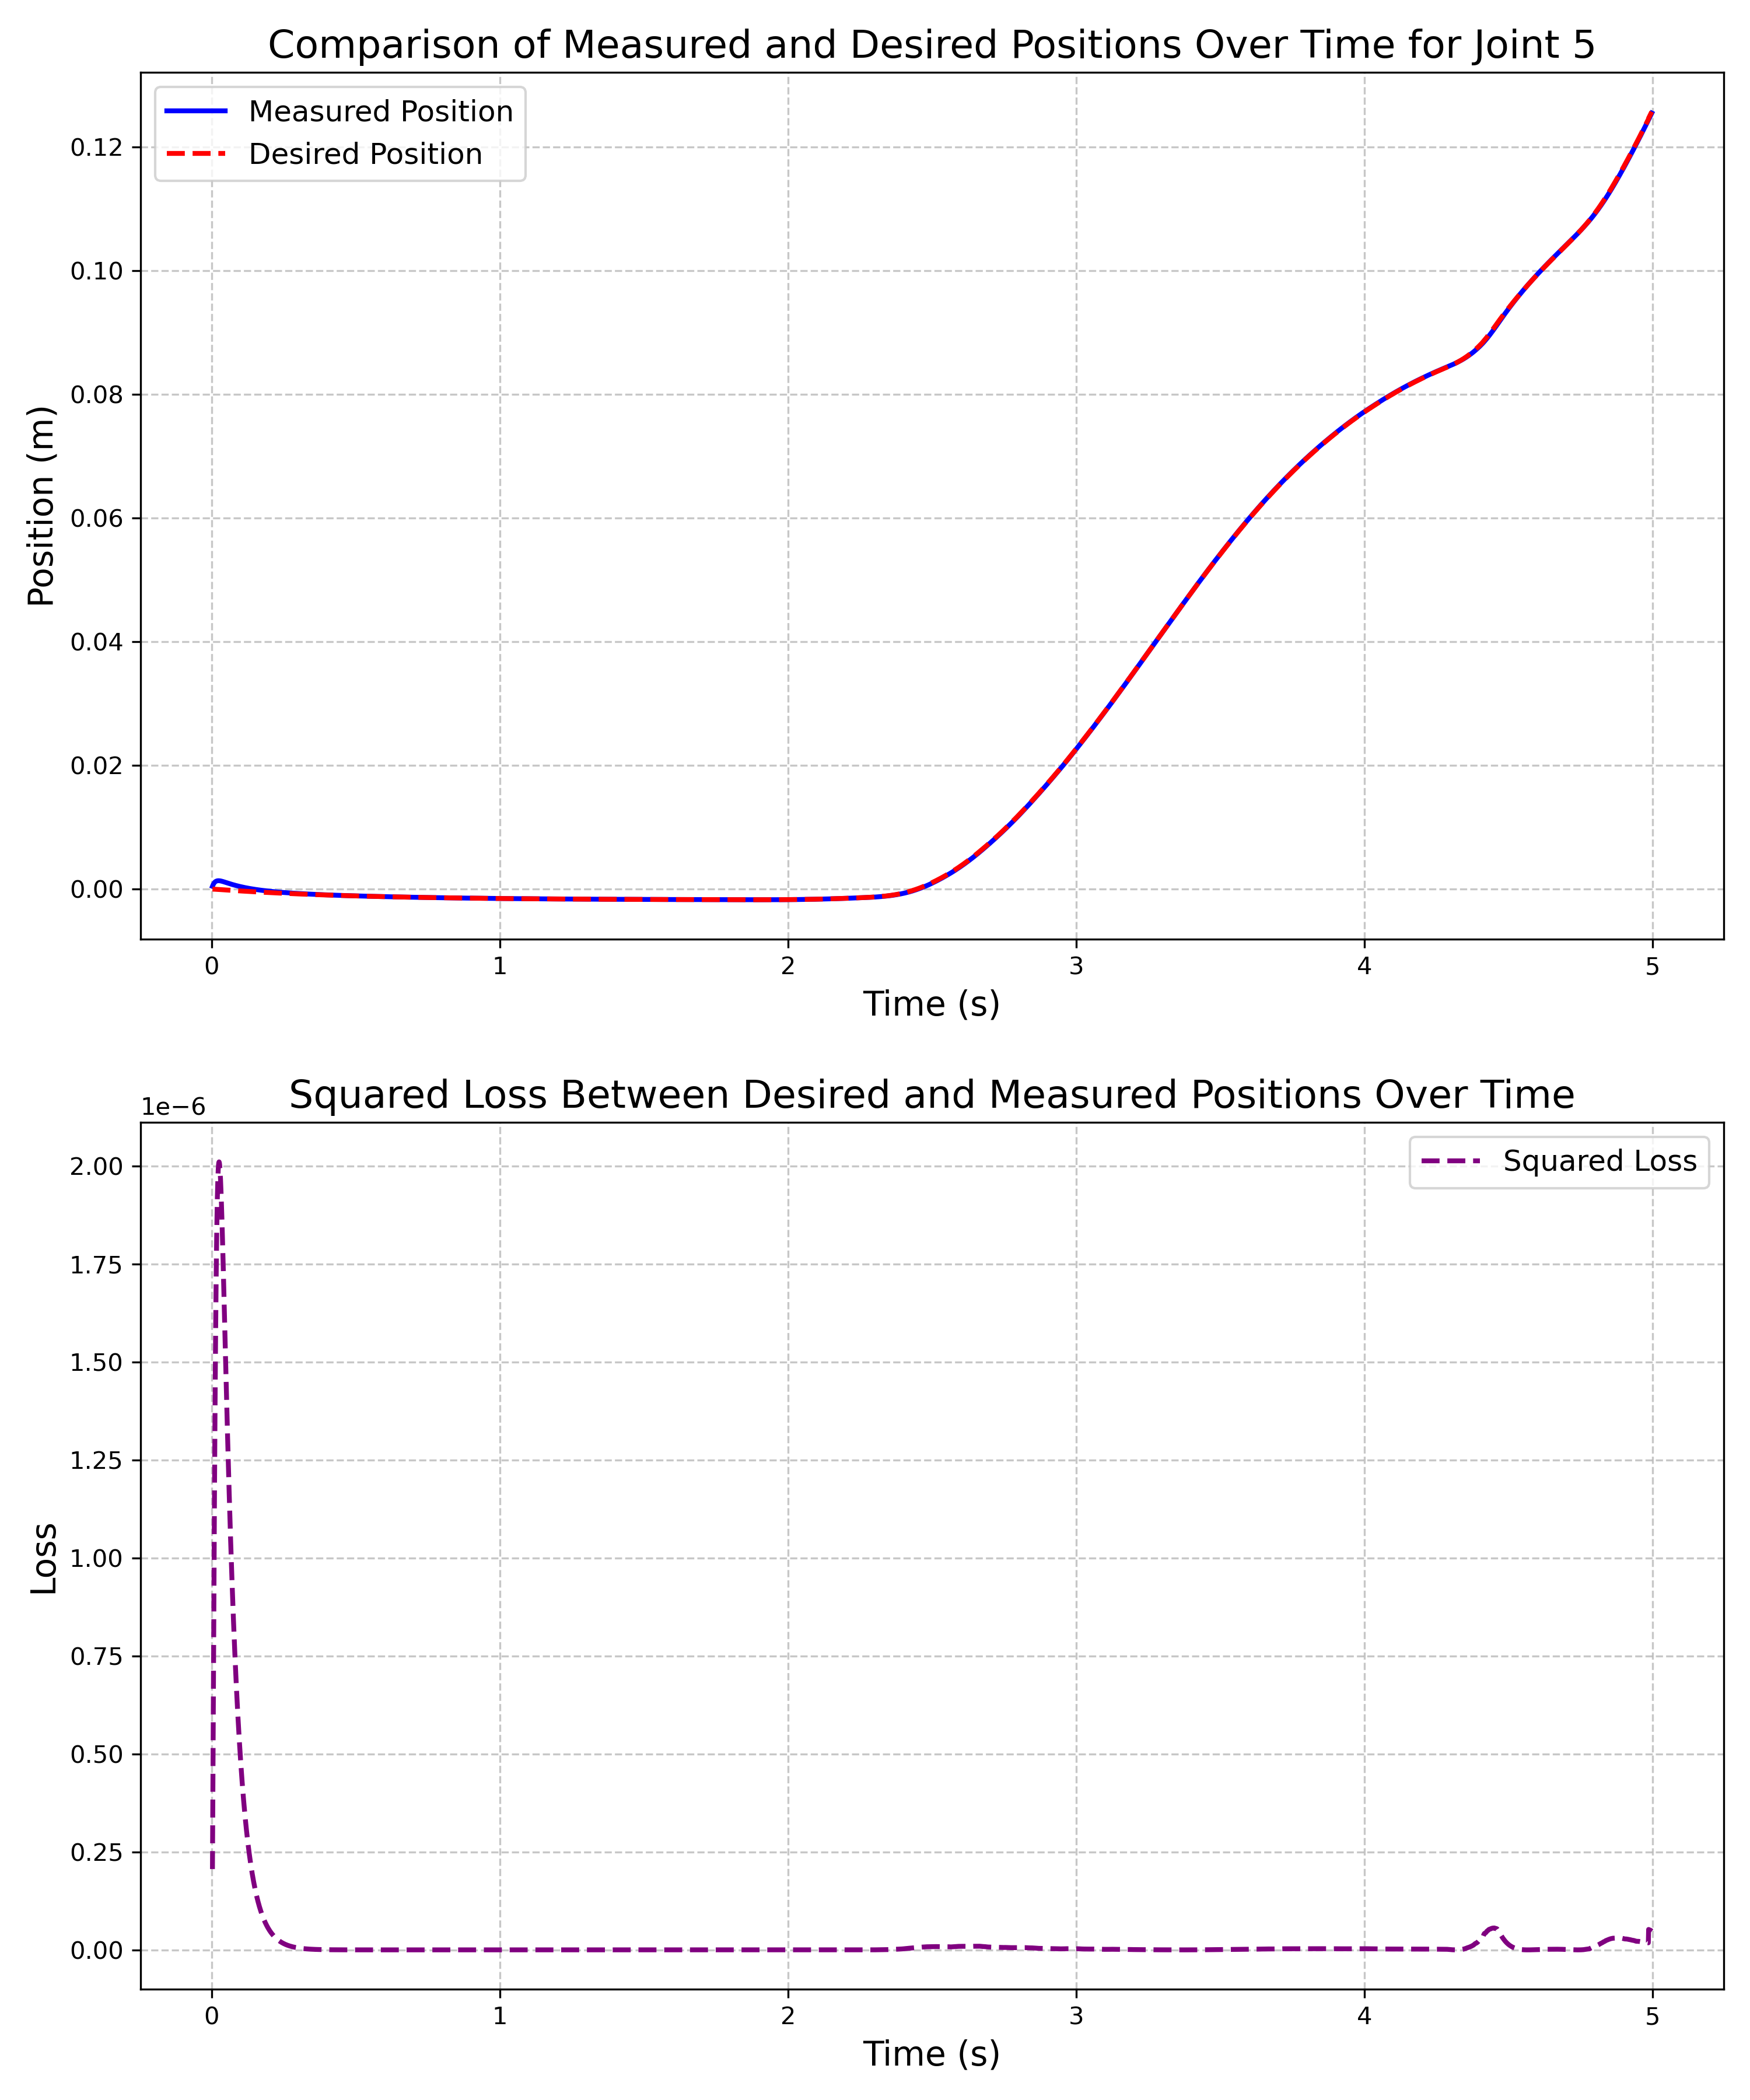 Comparison of Measured and Desired Positions Over Time for Joint 5
Measured Position
Desired Position
Position (m)
0.12
0.10
0.08
0.06
0.04
0.02
0.00
0 1 2 3 4 5
Time (s)
Squared Loss Between Desired and Measured Positions Over Time
1e−6
Squared Loss
Loss
2.00
1.75
1.50
1.25
1.00
0.75
0.50
0.25
0.00
0 1 2 3 4 5
Time (s)